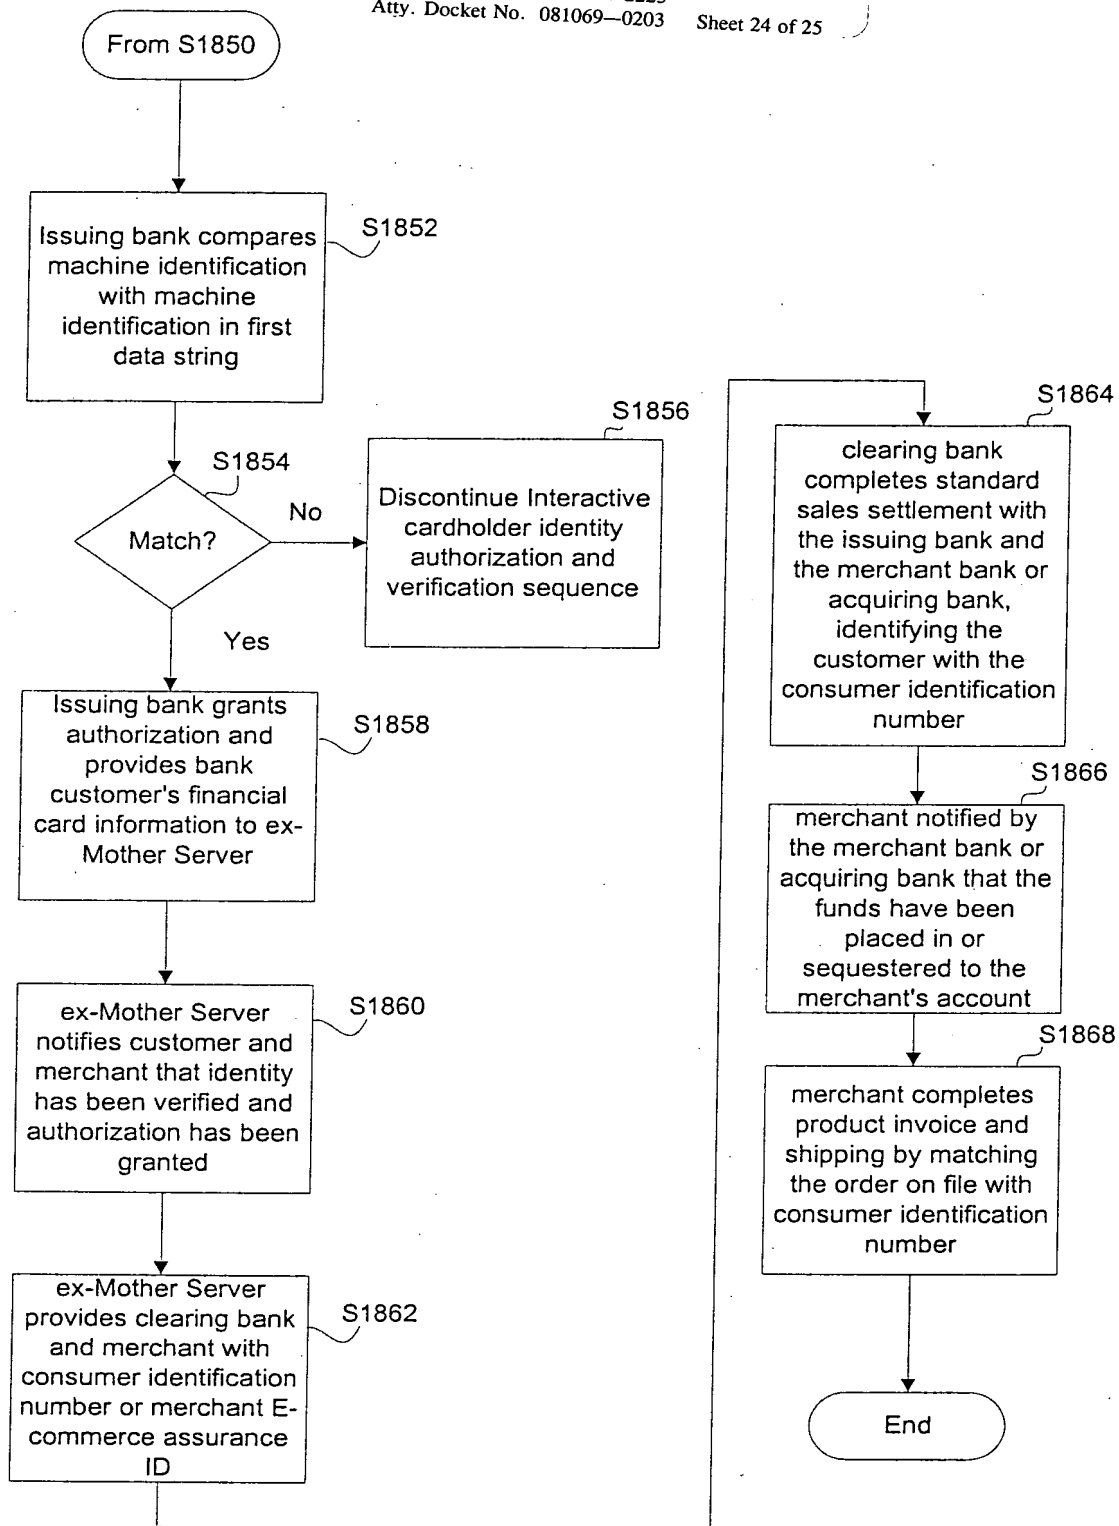 Atty. Docket No. 081069—0203 Sheet 24 of 25
From S1850
S1852
Issuing bank compares
machine identification
with machine
identification in first
data string
S1854
Match?
No
Yes
S1856
Discontinue Interactive
cardholder identity
authorization and
verification sequence
S1858
Issuing bank grants
authorization and
provides bank
customer's financial
card information to ex-
Mother Server
S1860
ex-Mother Server
notifies customer and
merchant that identity
has been verified and
authorization has been
granted
S1862
ex-Mother Server
provides clearing bank
and merchant with
consumer identification
number or merchant E-
commerce assurance
ID
S1864
clearing bank
completes standard
sales settlement with
the issuing bank and
the merchant bank or
acquiring bank,
identifying the
customer with the
consumer identification
number
S1866
merchant notified by
the merchant bank or
acquiring bank that the
funds have been
placed in or
sequestered to the
merchant's account
S1868
merchant completes
product invoice and
shipping by matching
the order on file with
consumer identification
number
End